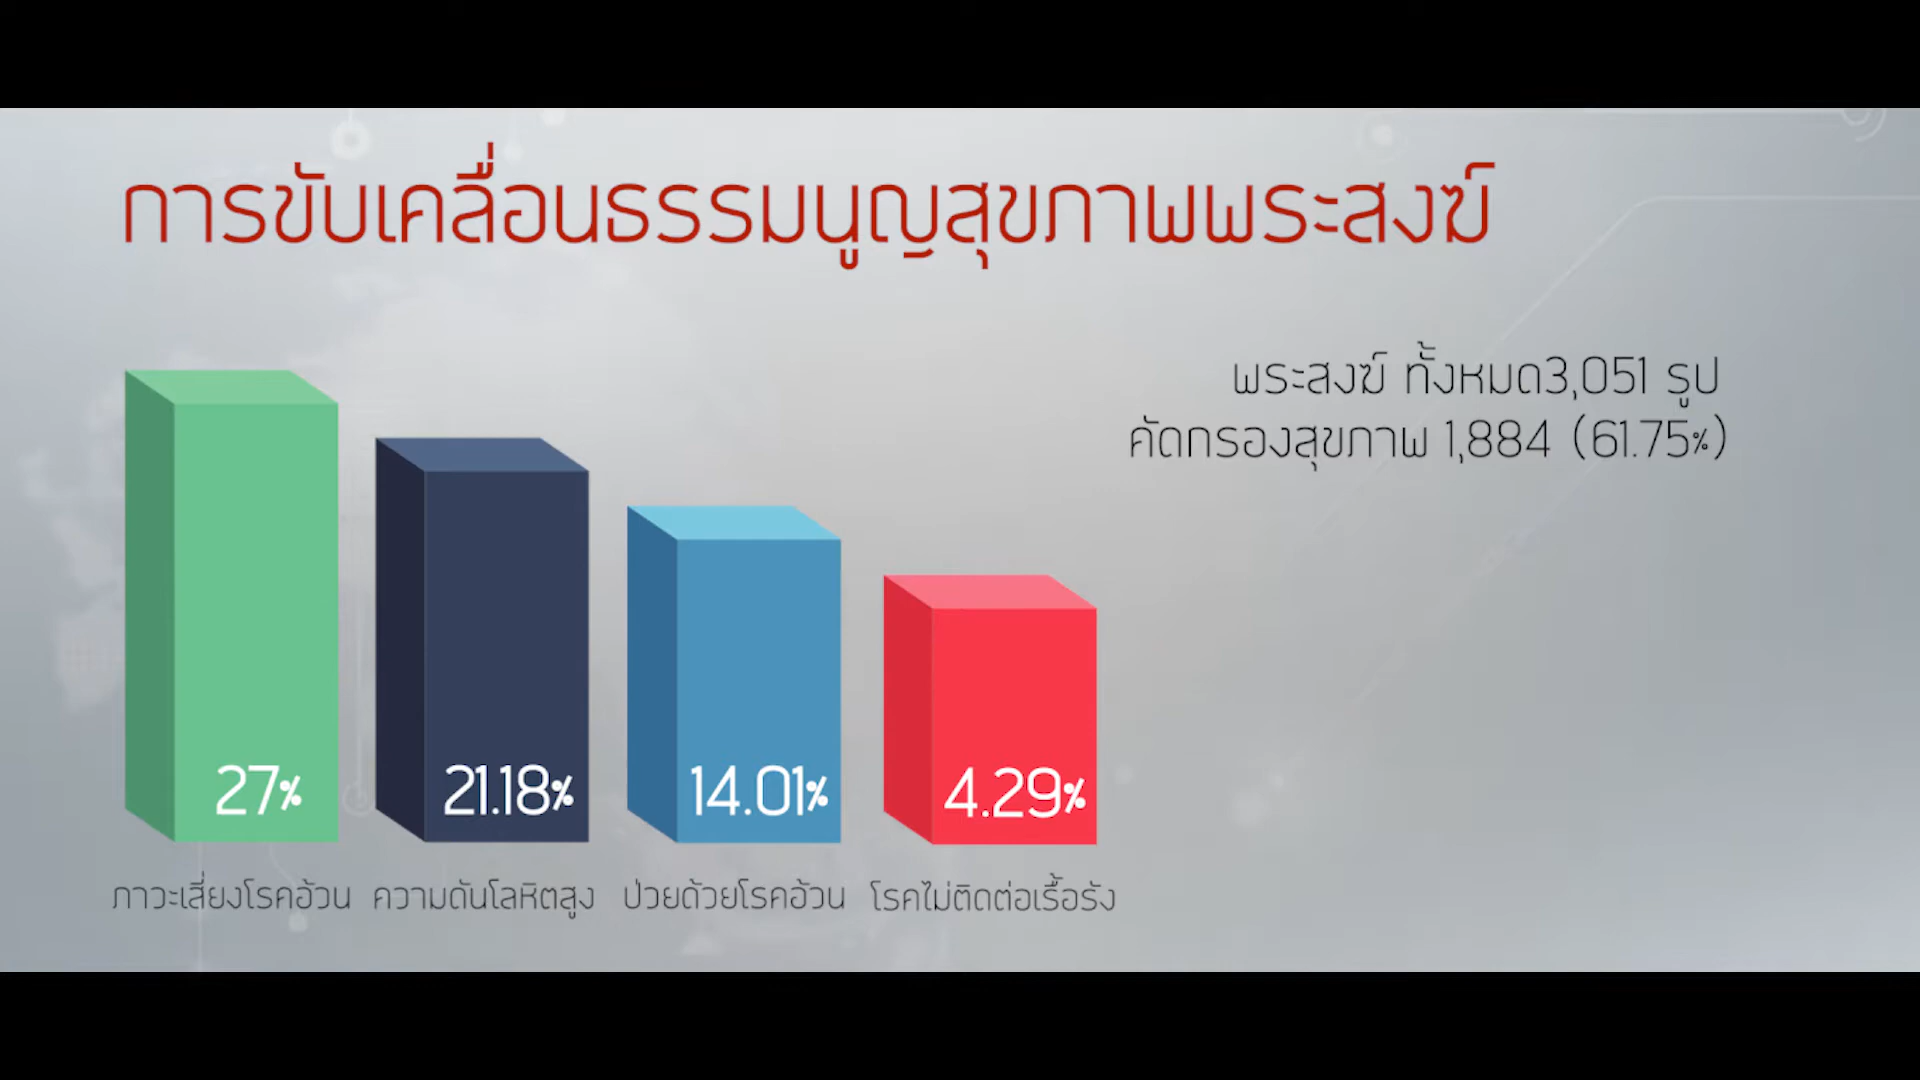 การขับเคลื่อนธรรมนูญสุขภาพพระสงฆ์
พระสงฆ์ ทั้งหมด3,051 รูป
คัดกรองสุขภาพ 1,884 (61.75%)
27%
21.18%
14.01%
4.29%
ภาวะเสี่ยงโรคอ้วน
ความดันโลหิตสูง
ป่วยด้วยโรคอ้วน
โรคไม่ติดต่อเรื้อรัง